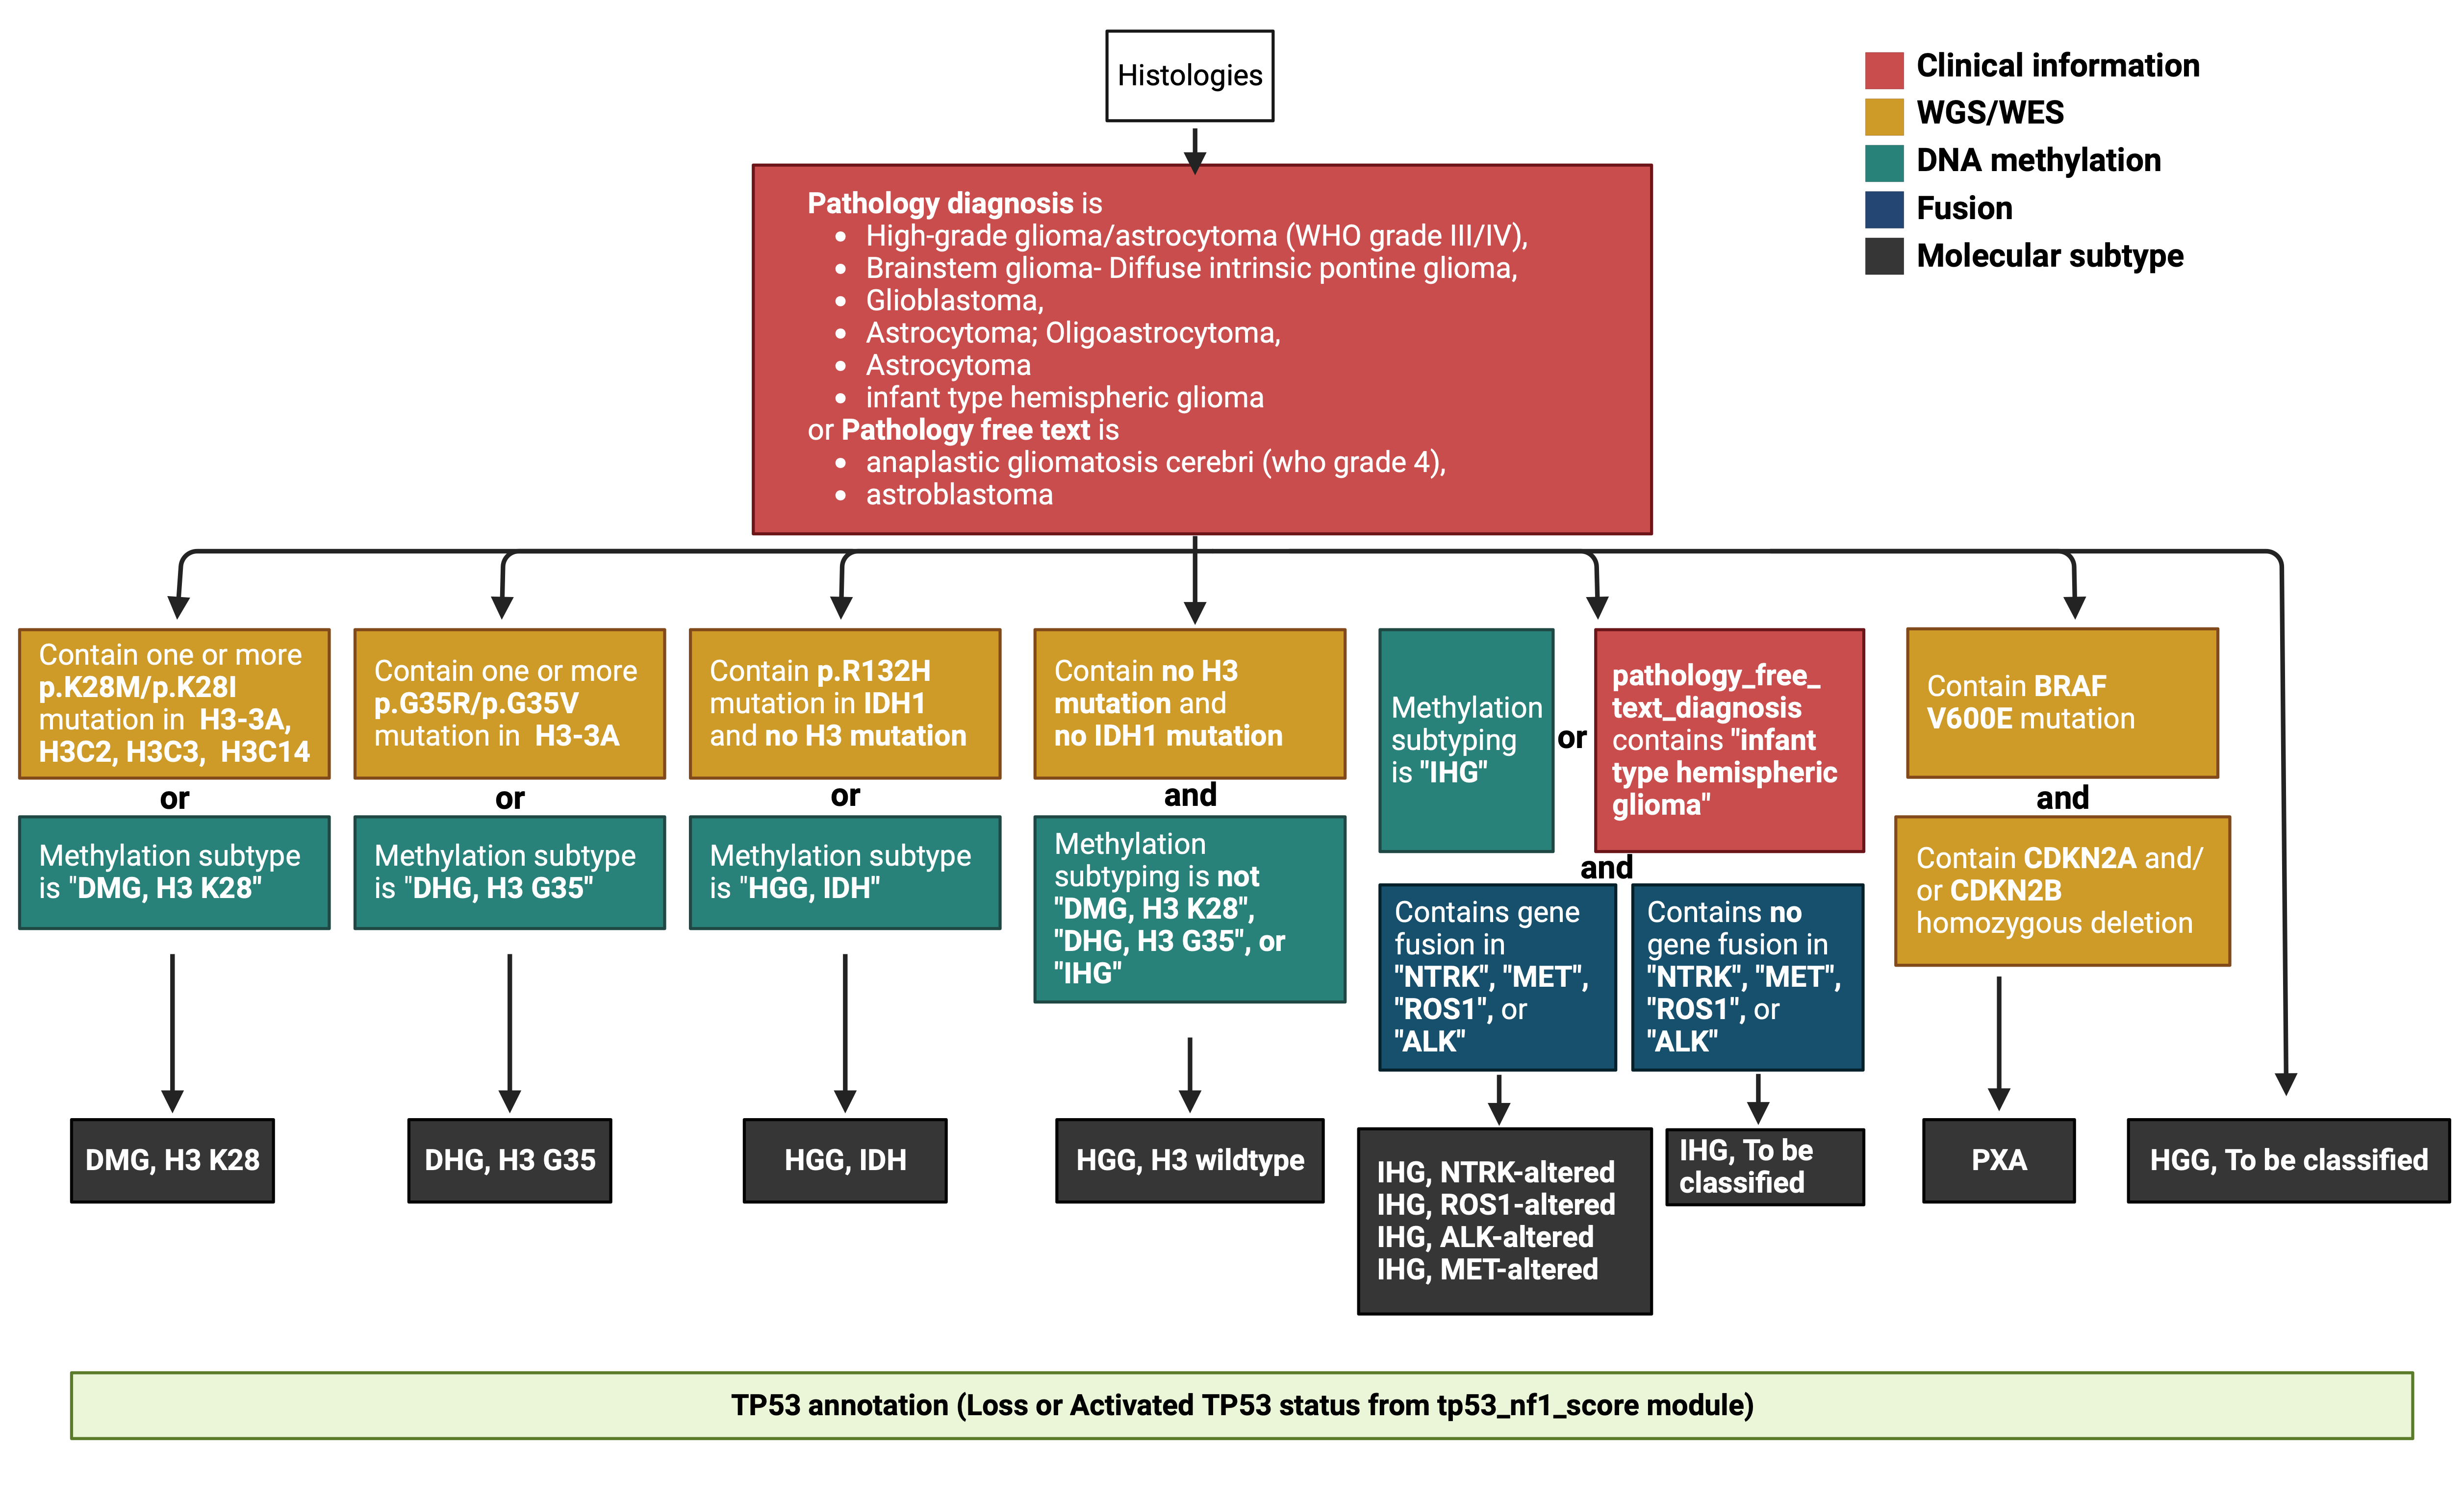 Histologies
Clinical information
WGS/WES
DNA methylation
Fusion
Molecular subtype
Pathology diagnosis is
• High-grade glioma/astrocytoma (WHO grade III/IV),
• Brainstem glioma- Diffuse intrinsic pontine glioma,
• Glioblastoma,
• Astrocytoma; Oligoastrocytoma,
• Astrocytoma
• infant type hemispheric glioma
or Pathology free text is
• anaplastic gliomatosis cerebri (who grade 4),
• astroblastoma
Contain one or more
p.K28M/p.K28I
mutation in H3-3A,
H3C2, H3C3, H3C14
or
Methylation subtype
is "DMG, H3 K28"
DMG, H3 K28
Contain one or more
p.G35R/p.G35V
mutation in H3-3A
or
Methylation subtype
is "DHG, H3 G35"
DHG, H3 G35
Contain p.R132H
mutation in IDH1
and no H3 mutation
or
Methylation subtype
is "HGG, IDH"
HGG, IDH
Contain no H3
mutation and
no IDH1 mutation
and
Methylation
subtyping is not
"DMG, H3 K28",
"DHG, H3 G35", or
"IHG"
HGG, H3 wildtype
Methylation
subtyping
is "IHG"
or
pathology_free_
text_diagnosis
contains "infant
type hemispheric
glioma"
and
Contains gene
fusion in
"NTRK", "MET",
"ROS1", or
"ALK"
IHG, NTRK-altered
IHG, ROS1-altered
IHG, ALK-altered
IHG, MET-altered
Contains no
gene fusion in
"NTRK", "MET",
"ROS1", or
"ALK"
IHG, To be
classified
Contain BRAF
V600E mutation
and
Contain CDKN2A and/
or CDKN2B
homozygous deletion
PXA
HGG, To be classified
TP53 annotation (Loss or Activated TP53 status from tp53_nf1_score module)